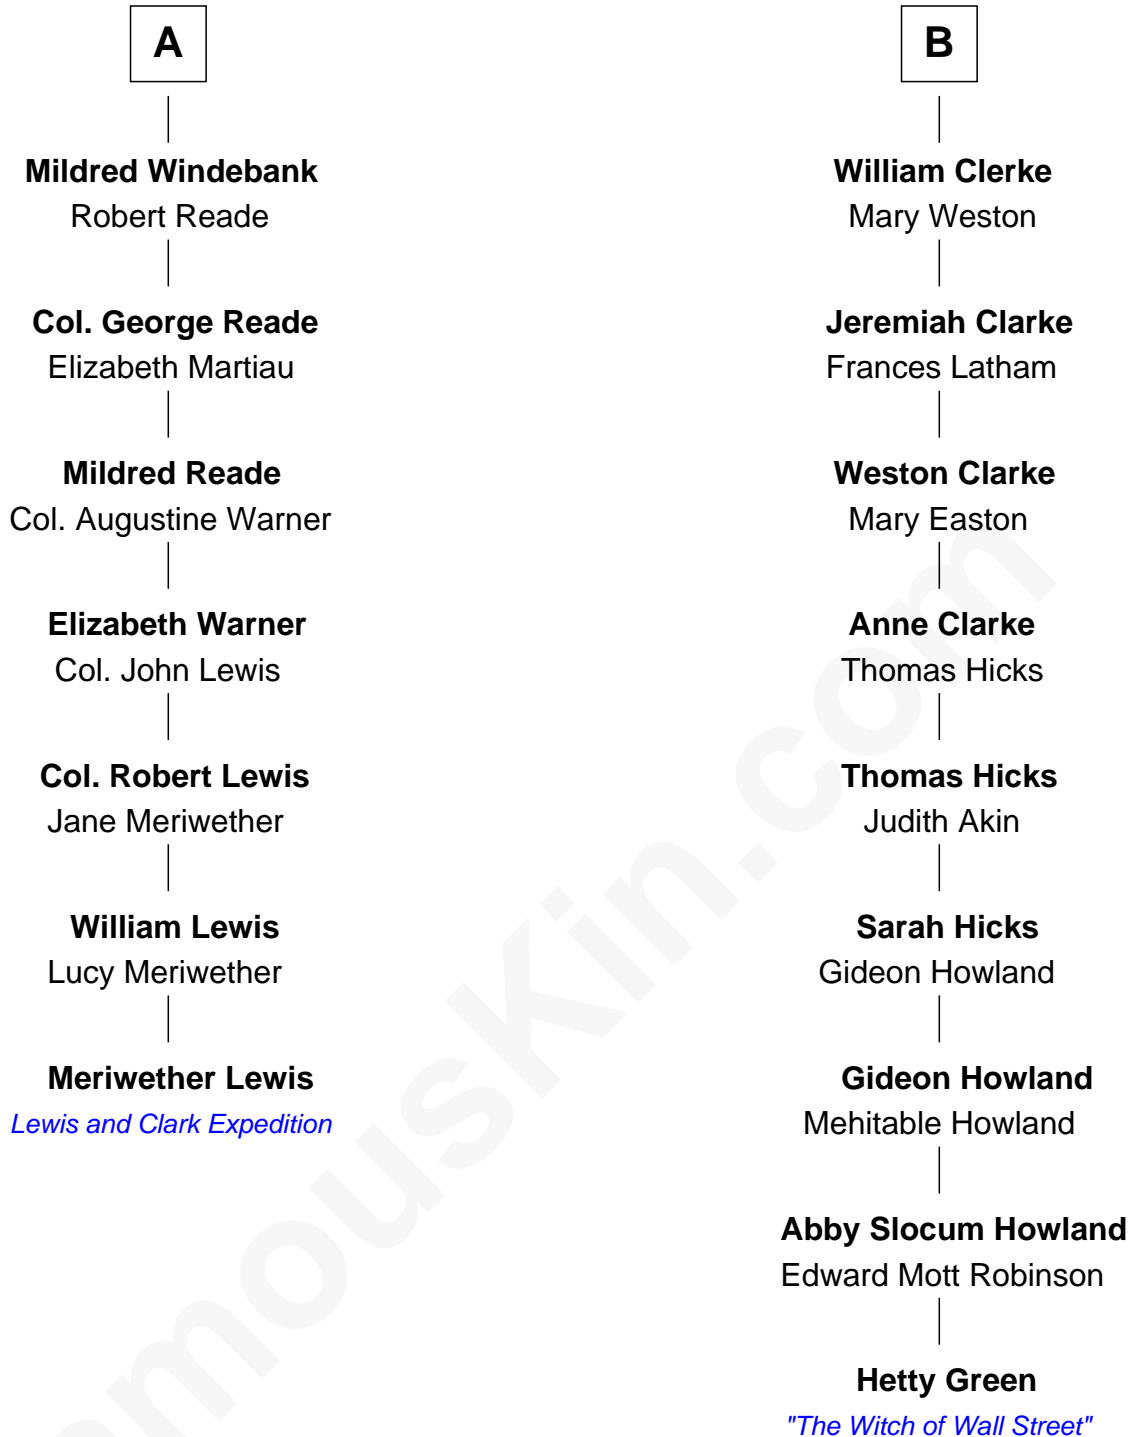 A
Mildred Windebank
Robert Reade
Col. George Reade
Elizabeth Martiau
Mildred Reade
Col. Augustine Warner
Elizabeth Warner
Col. John Lewis
Col. Robert Lewis
Jane Meriwether
William Lewis
Lucy Meriwether
Meriwether Lewis
Lewis and Clark Expedition
B
William Clerke
Mary Weston
Jeremiah Clarke
Frances Latham
Weston Clarke
Mary Easton
Anne Clarke
Thomas Hicks
Thomas Hicks
Judith Akin
Sarah Hicks
Gideon Howland
Gideon Howland
Mehitable Howland
Abby Slocum Howland
Edward Mott Robinson
Hetty Green
"The Witch of Wall Street"
amouskin.com